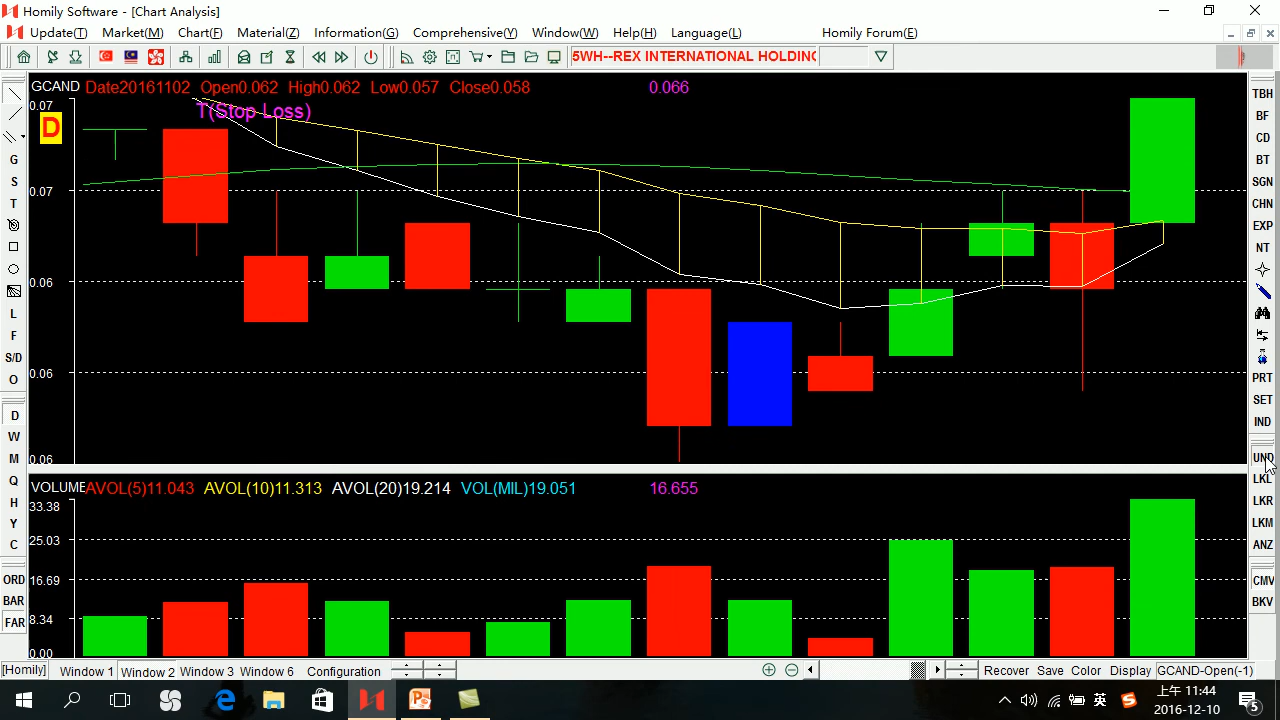 Homily Software - [Chart Analysis]
Update(T) Market(M) Chart(F) Material(Z) Information(G) Comprehensive(Y) Window(W) Help(H) Language(L) Homily Forum(E)
5WH--REX INTERNATIONAL HOLDING
GCAND Date20161102 Open0.062 High0.062 Low0.057 Close0.058 0.066
T(Stop Loss)
D
0.07
0.07
0.06
0.06
0.06
VOLUME AVOL(5)11.043 AVOL(10)11.313 AVOL(20)19.214 VOL(MIL)19.051 16.655
33.38
25.03
16.69
8.34
0.00
G
S
T
L
F
S/D
O
D
W
M
Q
H
Y
C
ORD
BAR
FAR
TBH
BF
CD
BT
SGN
CHN
EXP
NT
PRT
SET
IND
UND
LKL
LKR
LKM
ANZ
CMV
BKV
[Homily] Window 1 Window 2 Window 3 Window 6 Configuration Recover Save Color Display GCAND-Open(-1)
英 上午 11:44
2016-12-10
5